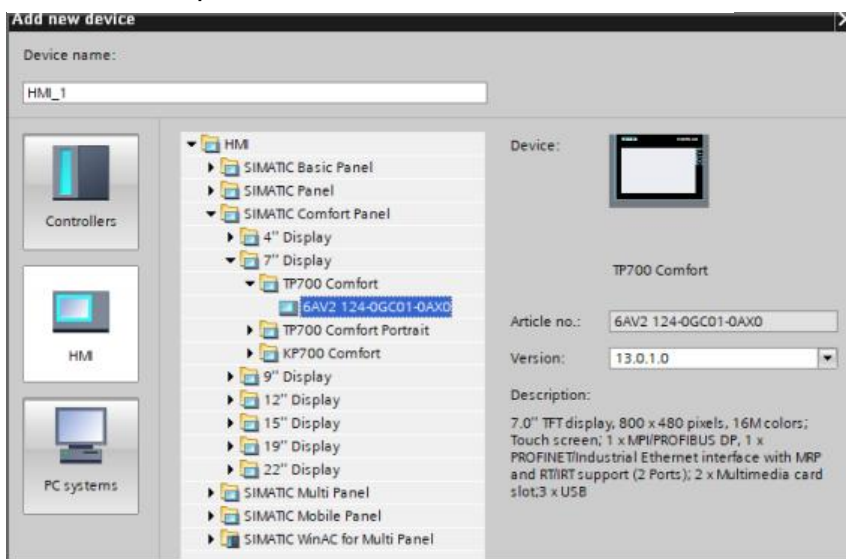 Add new device
Device name:
HMI_1
Controllers
HMI
PC systems
HMI
SIMATIC Basic Panel
SIMATIC Panel
SIMATIC Comfort Panel
4" Display
7" Display
TP700 Comfort
6AV2 124-0GC01-0AX0
TP700 Comfort Portrait
KP700 Comfort
9" Display
12" Display
15" Display
19" Display
22" Display
SIMATIC Multi Panel
SIMATIC Mobile Panel
SIMATIC WinAC for Multi Panel
Device:
TP700 Comfort
Article no.:
6AV2 124-0GC01-0AX0
Version:
13.0.1.0
Description:
7.0" TFT display, 800 x 480 pixels, 16M colors;
Touch screen; 1 x MPI/PROFIBUS DP, 1 x
PROFINET/Industrial Ethernet interface with MRP
and RT/IRT support (2 Ports); 2 x Multimedia card
slot;3 x USB